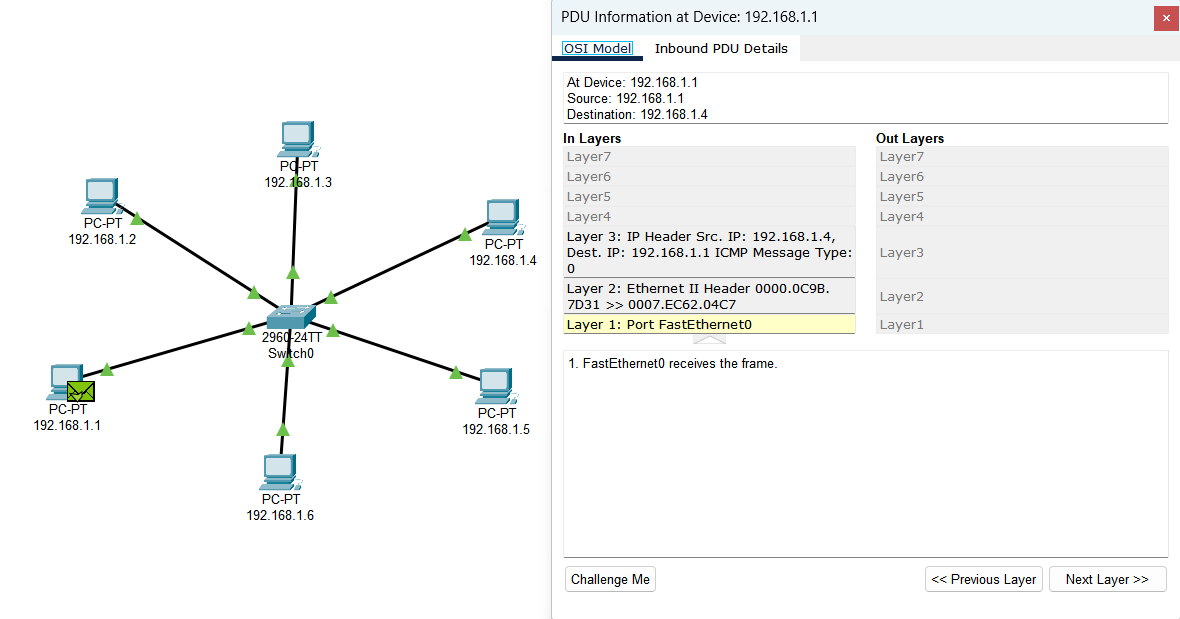 PDU Information at Device: 192.168.1.1
OSI Model
Inbound PDU Details
At Device: 192.168.1.1
Source: 192.168.1.1
Destination: 192.168.1.4
In Layers
Layer7
Layer6
Layer5
Layer4
Layer 3: IP Header Src. IP: 192.168.1.4,
Dest. IP: 192.168.1.1 ICMP Message Type:
0
Layer 2: Ethernet II Header 0000.0C9B.
7D31 >> 0007.EC62.04C7
Layer 1: Port FastEthernet0
Out Layers
Layer7
Layer6
Layer5
Layer4
Layer3
Layer2
Layer1
1. FastEthernet0 receives the frame.
Challenge Me
<< Previous Layer
Next Layer >>
PC-PT
192.168.1.3
PC-PT
192.168.1.2
PC-PT
192.168.1.4
2960-24TT
Switch0
PC-PT
192.168.1.1
PC-PT
192.168.1.5
PC-PT
192.168.1.6